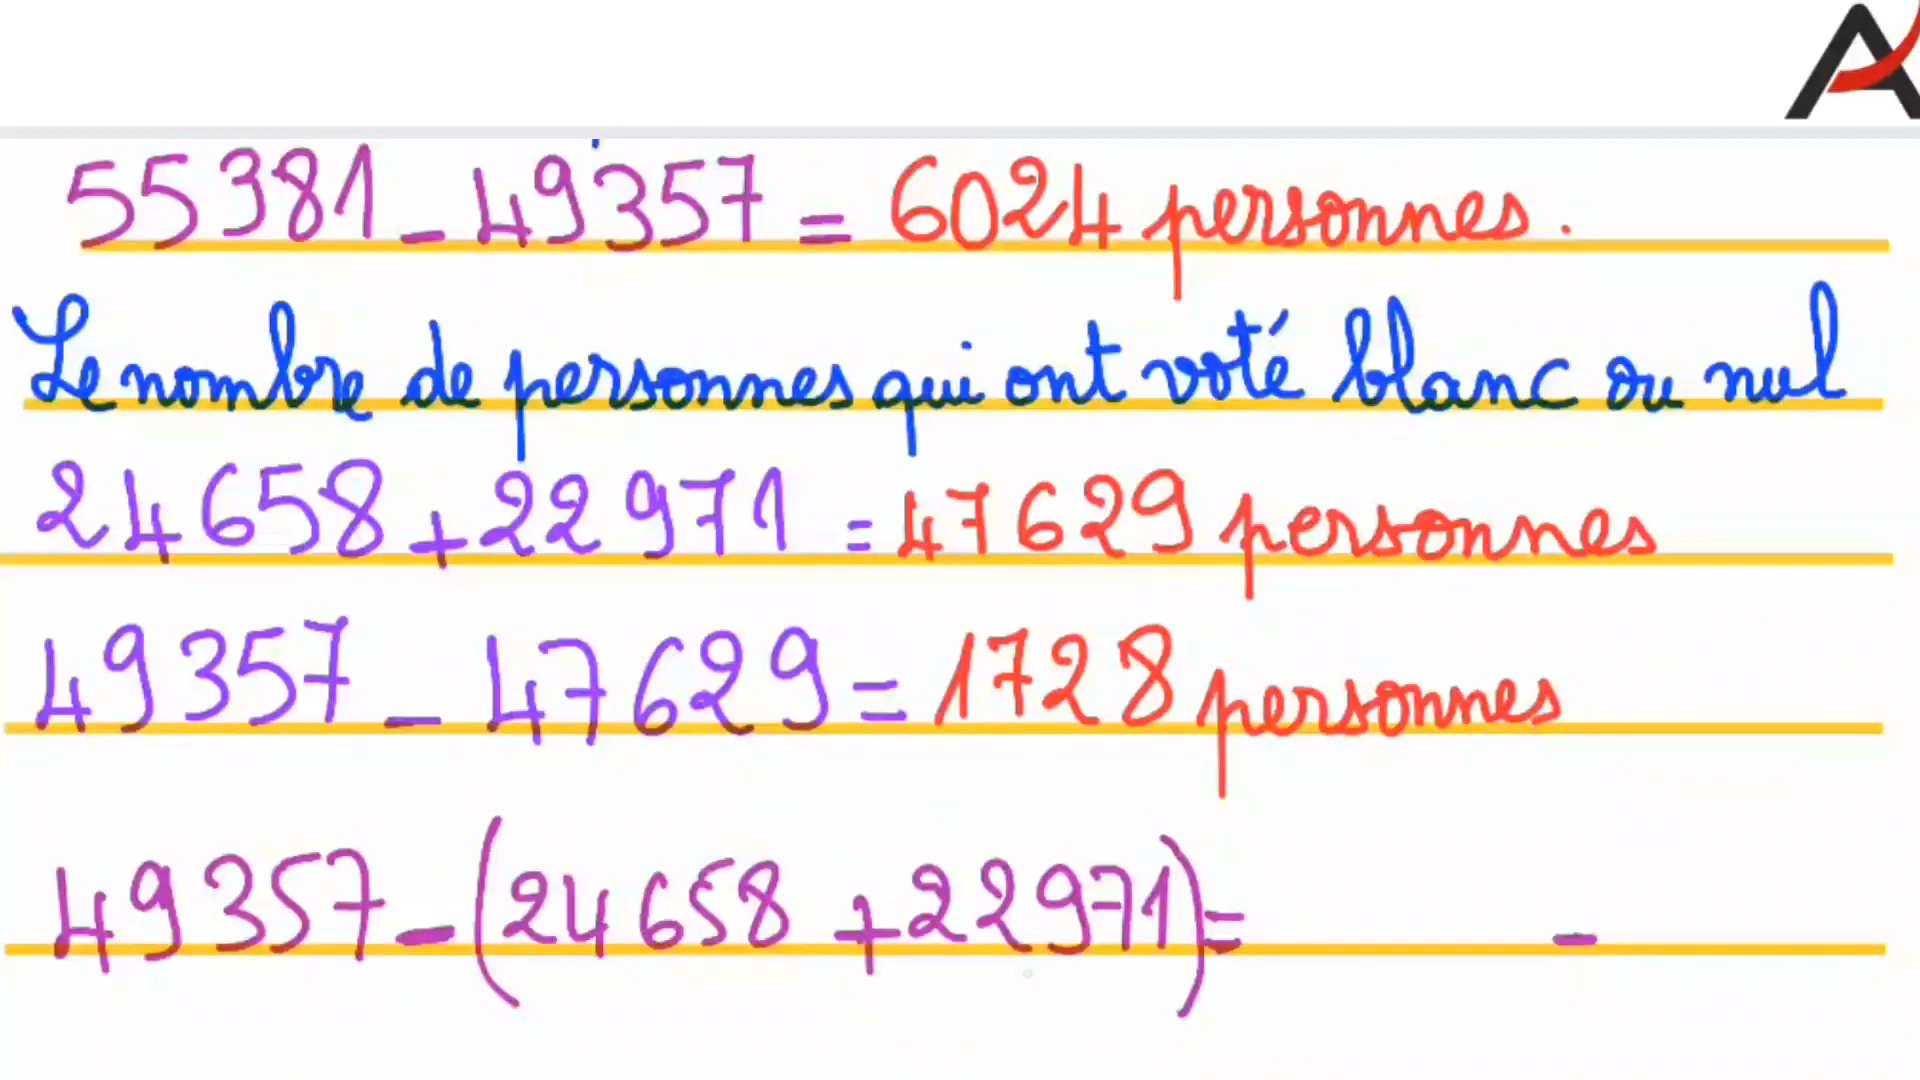 55381 - 49357 = 6024 personnes.
Le nombre de personnes qui ont voté blanc ou nul
24658 + 22971 = 47629 personnes
49357 - 47629 = 1728 personnes
49357 - (24658 + 22971) = -